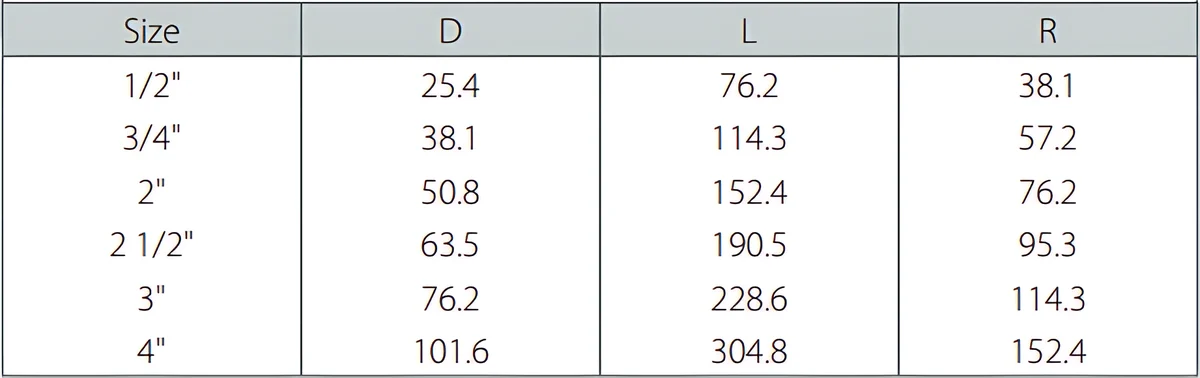 Size D L R
1/2" 25.4 76.2 38.1
3/4" 38.1 114.3 57.2
2" 50.8 152.4 76.2
2 1/2" 63.5 190.5 95.3
3" 76.2 228.6 114.3
4" 101.6 304.8 152.4